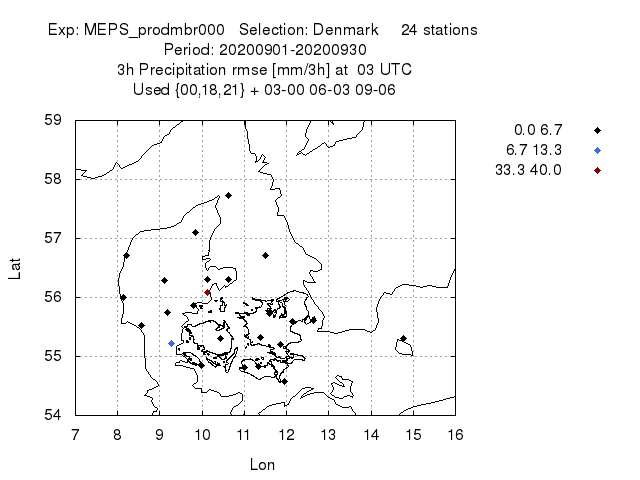 Exp: MEPS_prodmbr000 Selection: Denmark 24 stations
Period: 20200901-20200930
3h Precipitation rmse [mm/3h] at 03 UTC
Used {00,18,21} + 03-00 06-03 09-06
0.0 6.7
6.7 13.3
33.3 40.0
59
58
57
56
55
54
Lat
7 8 9 10 11 12 13 14 15 16
Lon